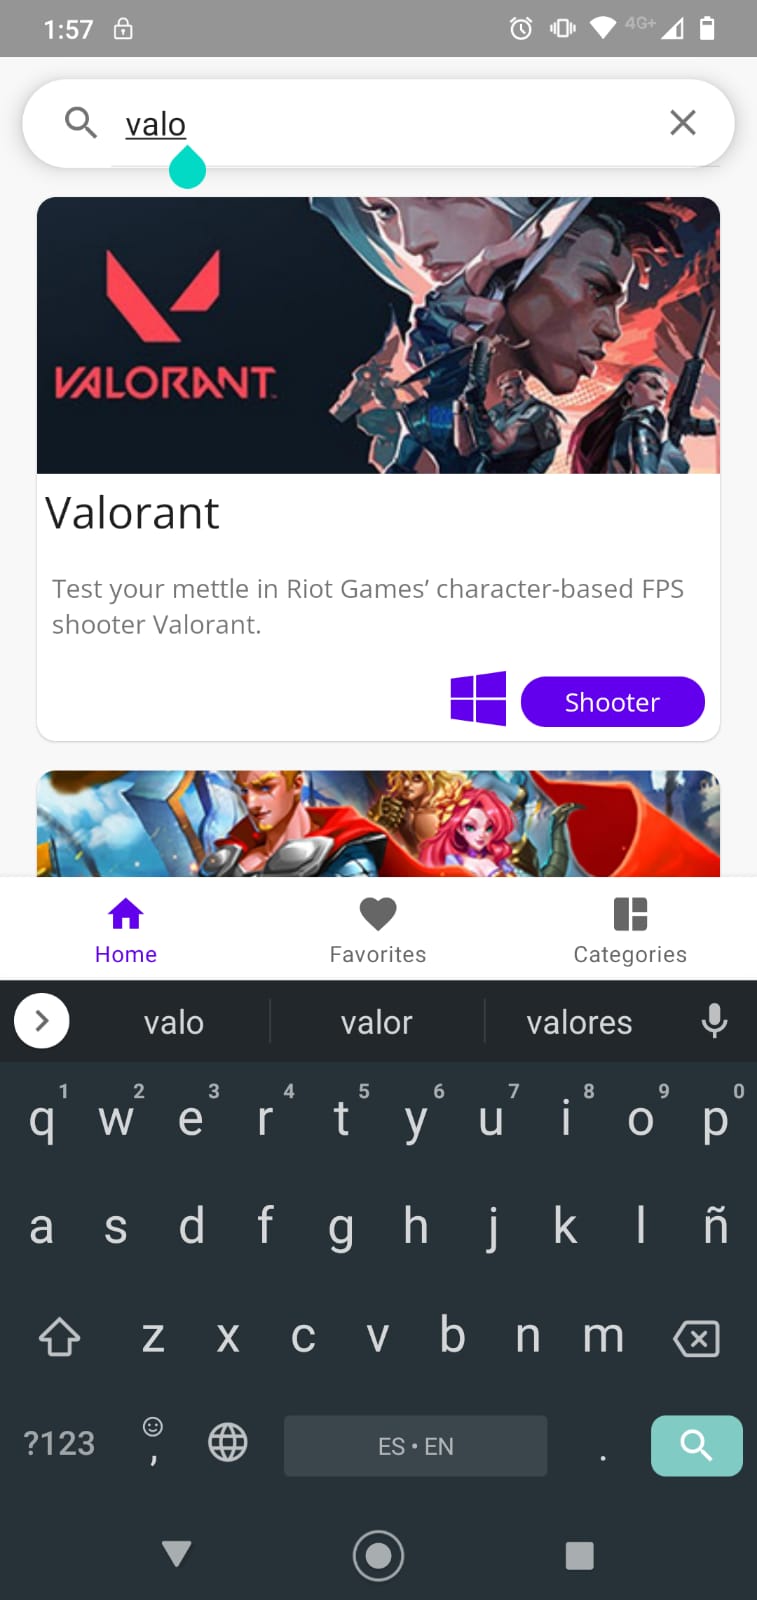 1:57 4G+
valo
VALORANT
Valorant
Test your mettle in Riot Games’ character-based FPS
shooter Valorant.
Shooter
Home Favorites Categories
valo valor valores
1 2 3 4 5 6 7 8 9 0
q w e r t y u i o p
a s d f g h j k l ñ
z x c v b n m
?123 , ES • EN .